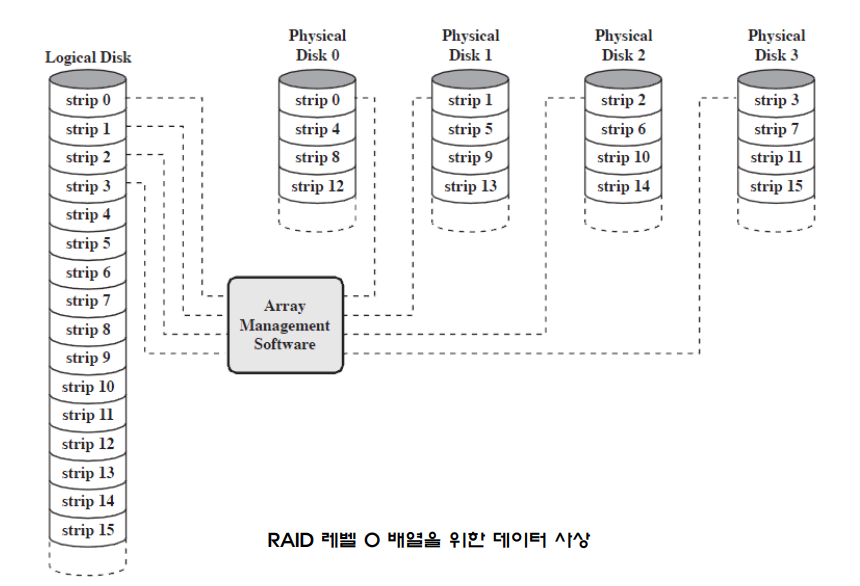 Logical Disk
strip 0
strip 1
strip 2
strip 3
strip 4
strip 5
strip 6
strip 7
strip 8
strip 9
strip 10
strip 11
strip 12
strip 13
strip 14
strip 15
Physical
Disk 0
strip 0
strip 4
strip 8
strip 12
Physical
Disk 1
strip 1
strip 5
strip 9
strip 13
Physical
Disk 2
strip 2
strip 6
strip 10
strip 14
Physical
Disk 3
strip 3
strip 7
strip 11
strip 15
Array
Management
Software
RAID 레벨 0 배열을 위한 데이터 사상